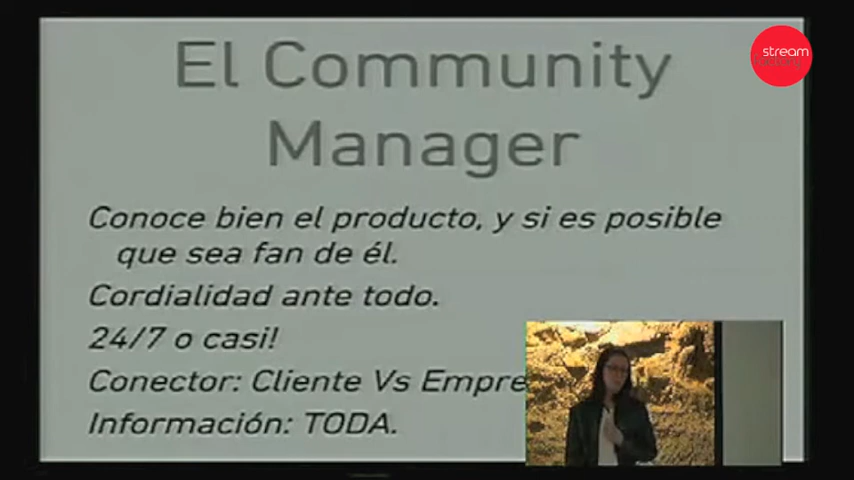 El Community
Manager
Conoce bien el producto, y si es posible
que sea fan de él.
Cordialidad ante todo.
24/7 o casi!
Conector: Cliente Vs Empre
Información: TODA.
stream
factory